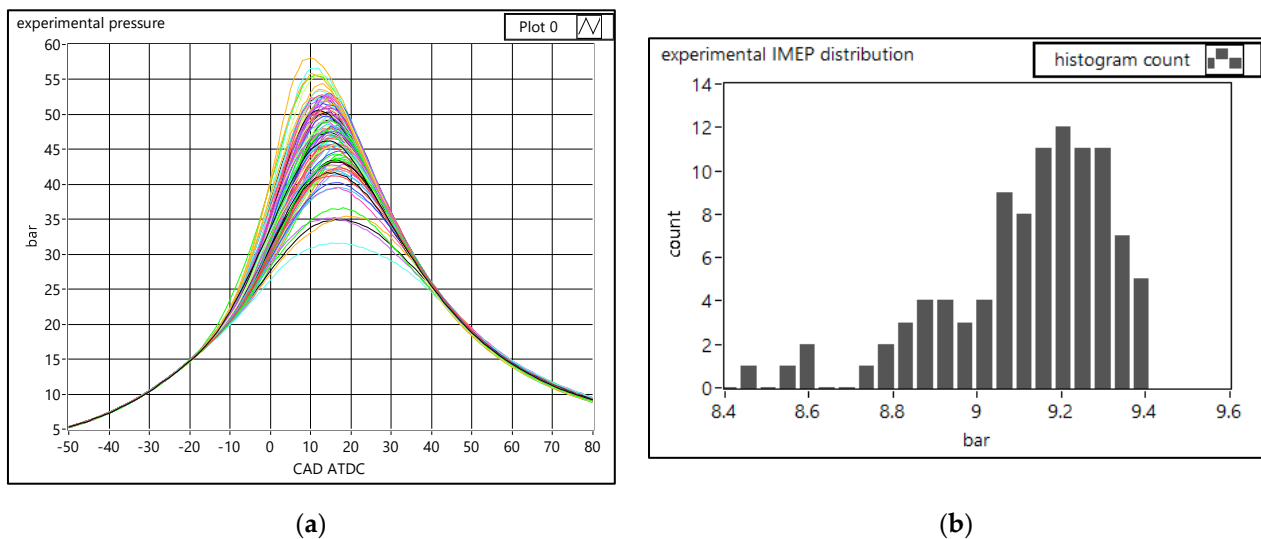 experimental pressure
Plot 0
60
55
50
45
40
35
30
25
20
15
10
5
bar
-50 -40 -30 -20 -10 0 10 20 30 40 50 60 70 80
CAD ATDC
(a)
experimental IMEP distribution
histogram count
14
12
10
8
6
4
2
0
count
8.4 8.6 8.8 9 9.2 9.4 9.6
bar
(b)